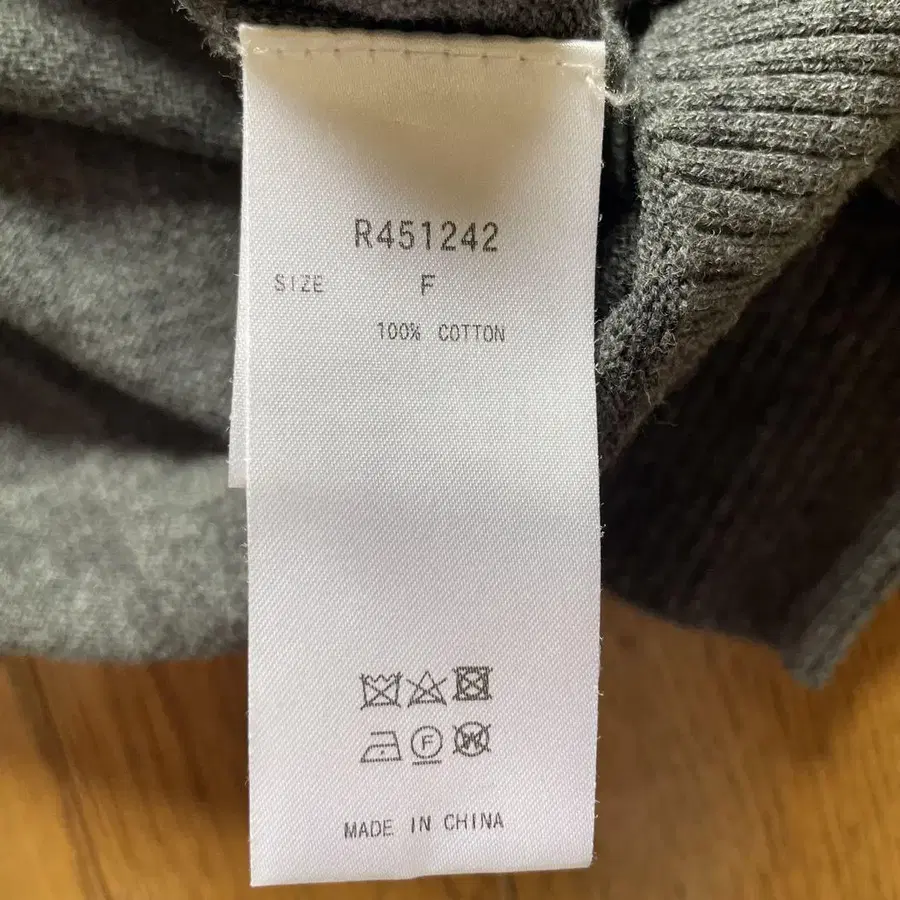 R451242
SIZE F
100% COTTON
F
W
MADE IN CHINA